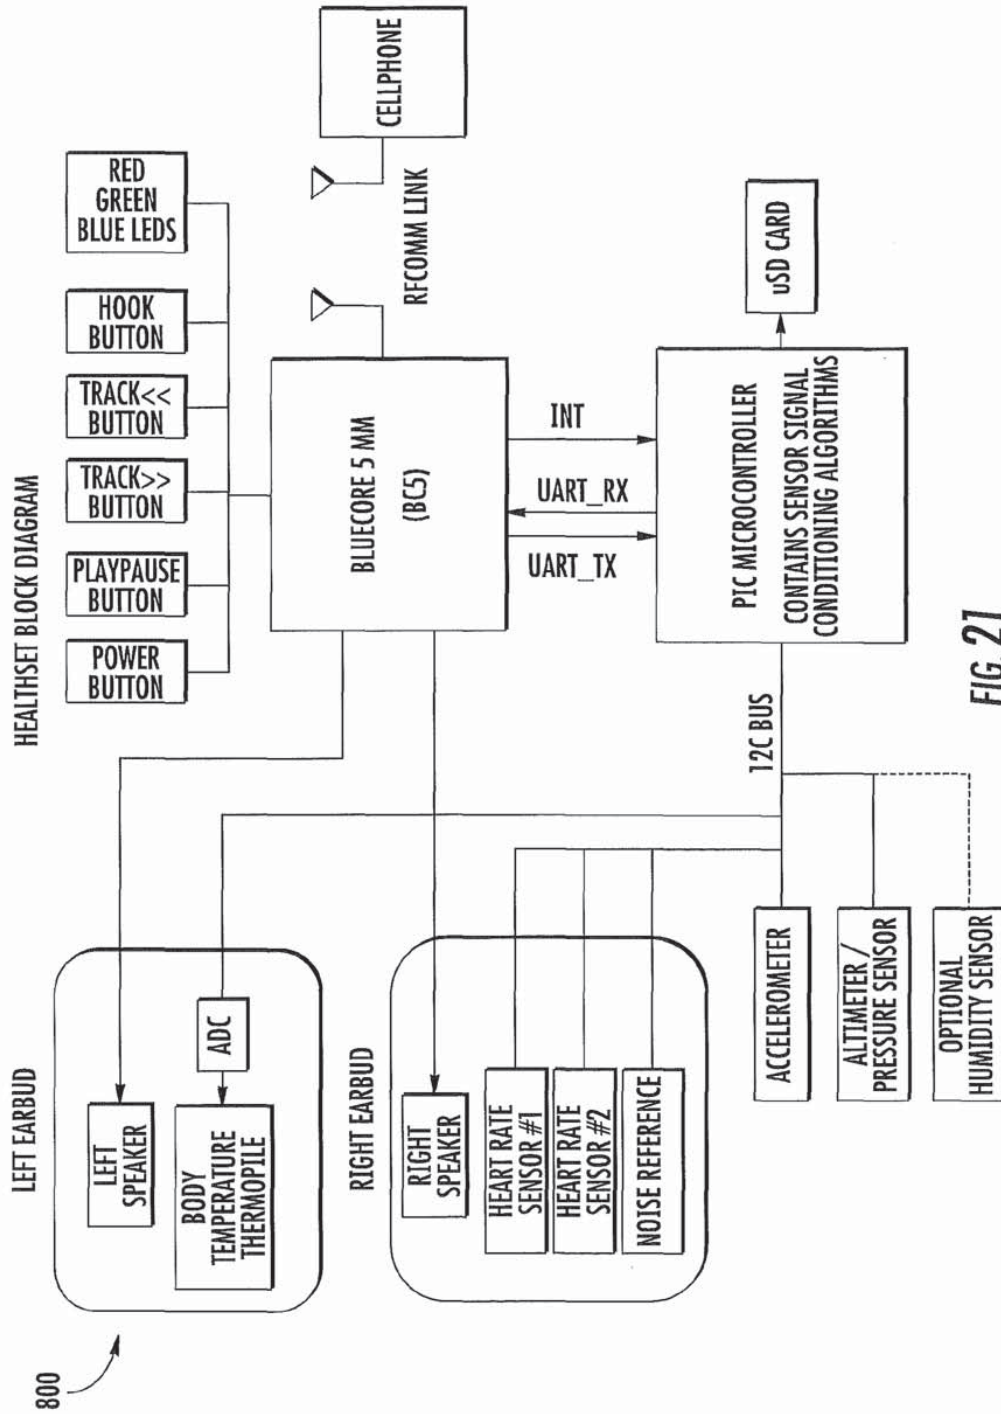 HEALTHSET BLOCK DIAGRAM
800
LEFT EARBUD
LEFT
SPEAKER
BODY
TEMPERATURE
THERMOPILE
ADC
RIGHT EARBUD
RIGHT
SPEAKER
HEART RATE
SENSOR #1
HEART RATE
SENSOR #2
NOISE REFERENCE
ACCELEROMETER
ALTIMETER/
PRESSURE SENSOR
OPTIONAL
HUMIDITY SENSOR
12C BUS
POWER
BUTTON
PLAYPAUSE
BUTTON
TRACK>>
BUTTON
TRACK<<
BUTTON
HOOK
BUTTON
RED
GREEN
BLUE LEDS
BLUECORE 5 MM
(BC5)
UART_TX
UART_RX
INT
PIC MICROCONTROLLER
CONTAINS SENSOR SIGNAL
CONDITIONING ALGORITHMS
RFCOMM LINK
CELLPHONE
uSD CARD
FIG. 21